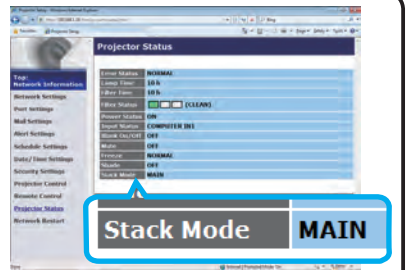 Projector Status
Error Status NORMAL
Lamp Time 10 h
Filter Time 10 h
Filter Status (CLEAN)
Power Status ON
Input Status COMPUTER IN1
Blank On/Off OFF
Mute OFF
Freeze NORMAL
Shade OFF
Stack Mode MAIN
Top:
Network Information
Network Settings
Port Settings
Mail Settings
Alert Settings
Schedule Settings
Date/Time Settings
Security Settings
Projector Control
Remote Control
Projector Status
Network Restart
Stack Mode MAIN